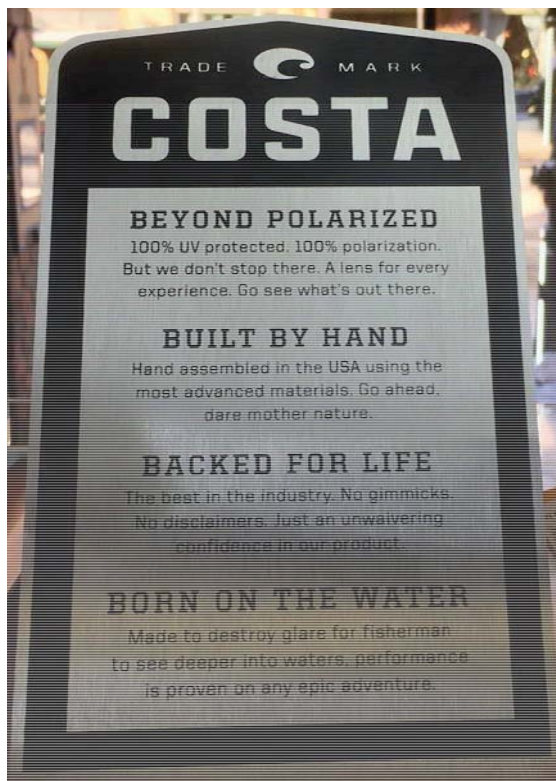 TRADE MARK
COSTA
BEYOND POLARIZED
100% UV protected. 100% polarization.
But we don't stop there. A lens for every
experience. Go see what's out there.
BUILT BY HAND
Hand assembled in the USA using the
most advanced materials. Go ahead,
dare mother nature.
BACKED FOR LIFE
The best in the industry. No gimmicks.
No disclaimers. Just an unwaivering
confidence in our product.
BORN ON THE WATER
Made to destroy glare for fisherman
to see deeper into waters, performance
is proven on any epic adventure.